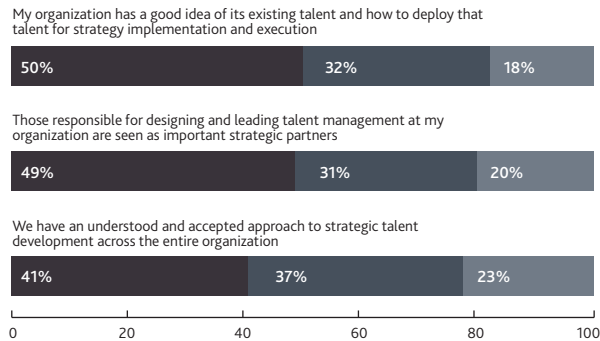 My organization has a good idea of its existing talent and how to deploy that
talent for strategy implementation and execution
50% 32% 18%
Those responsible for designing and leading talent management at my
organization are seen as important strategic partners
49% 31% 20%
We have an understood and accepted approach to strategic talent
development across the entire organization
41% 37% 23%
0 20 40 60 80 100